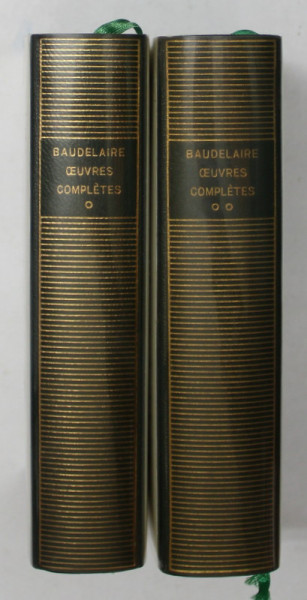 BAUDELAIRE
ŒUVRES
COMPLÈTES
BAUDELAIRE
ŒUVRES
COMPLÈTES